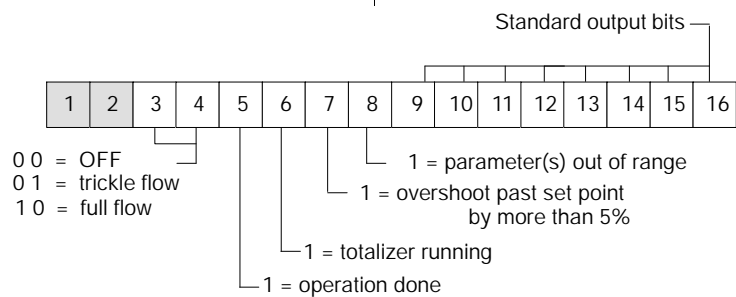 Standard output bits
1 2 3 4 5 6 7 8 9 10 11 12 13 14 15 16
0 0 = OFF
0 1 = trickle flow
1 0 = full flow
1 = parameter(s) out of range
1 = overshoot past set point
by more than 5%
1 = totalizer running
1 = operation done